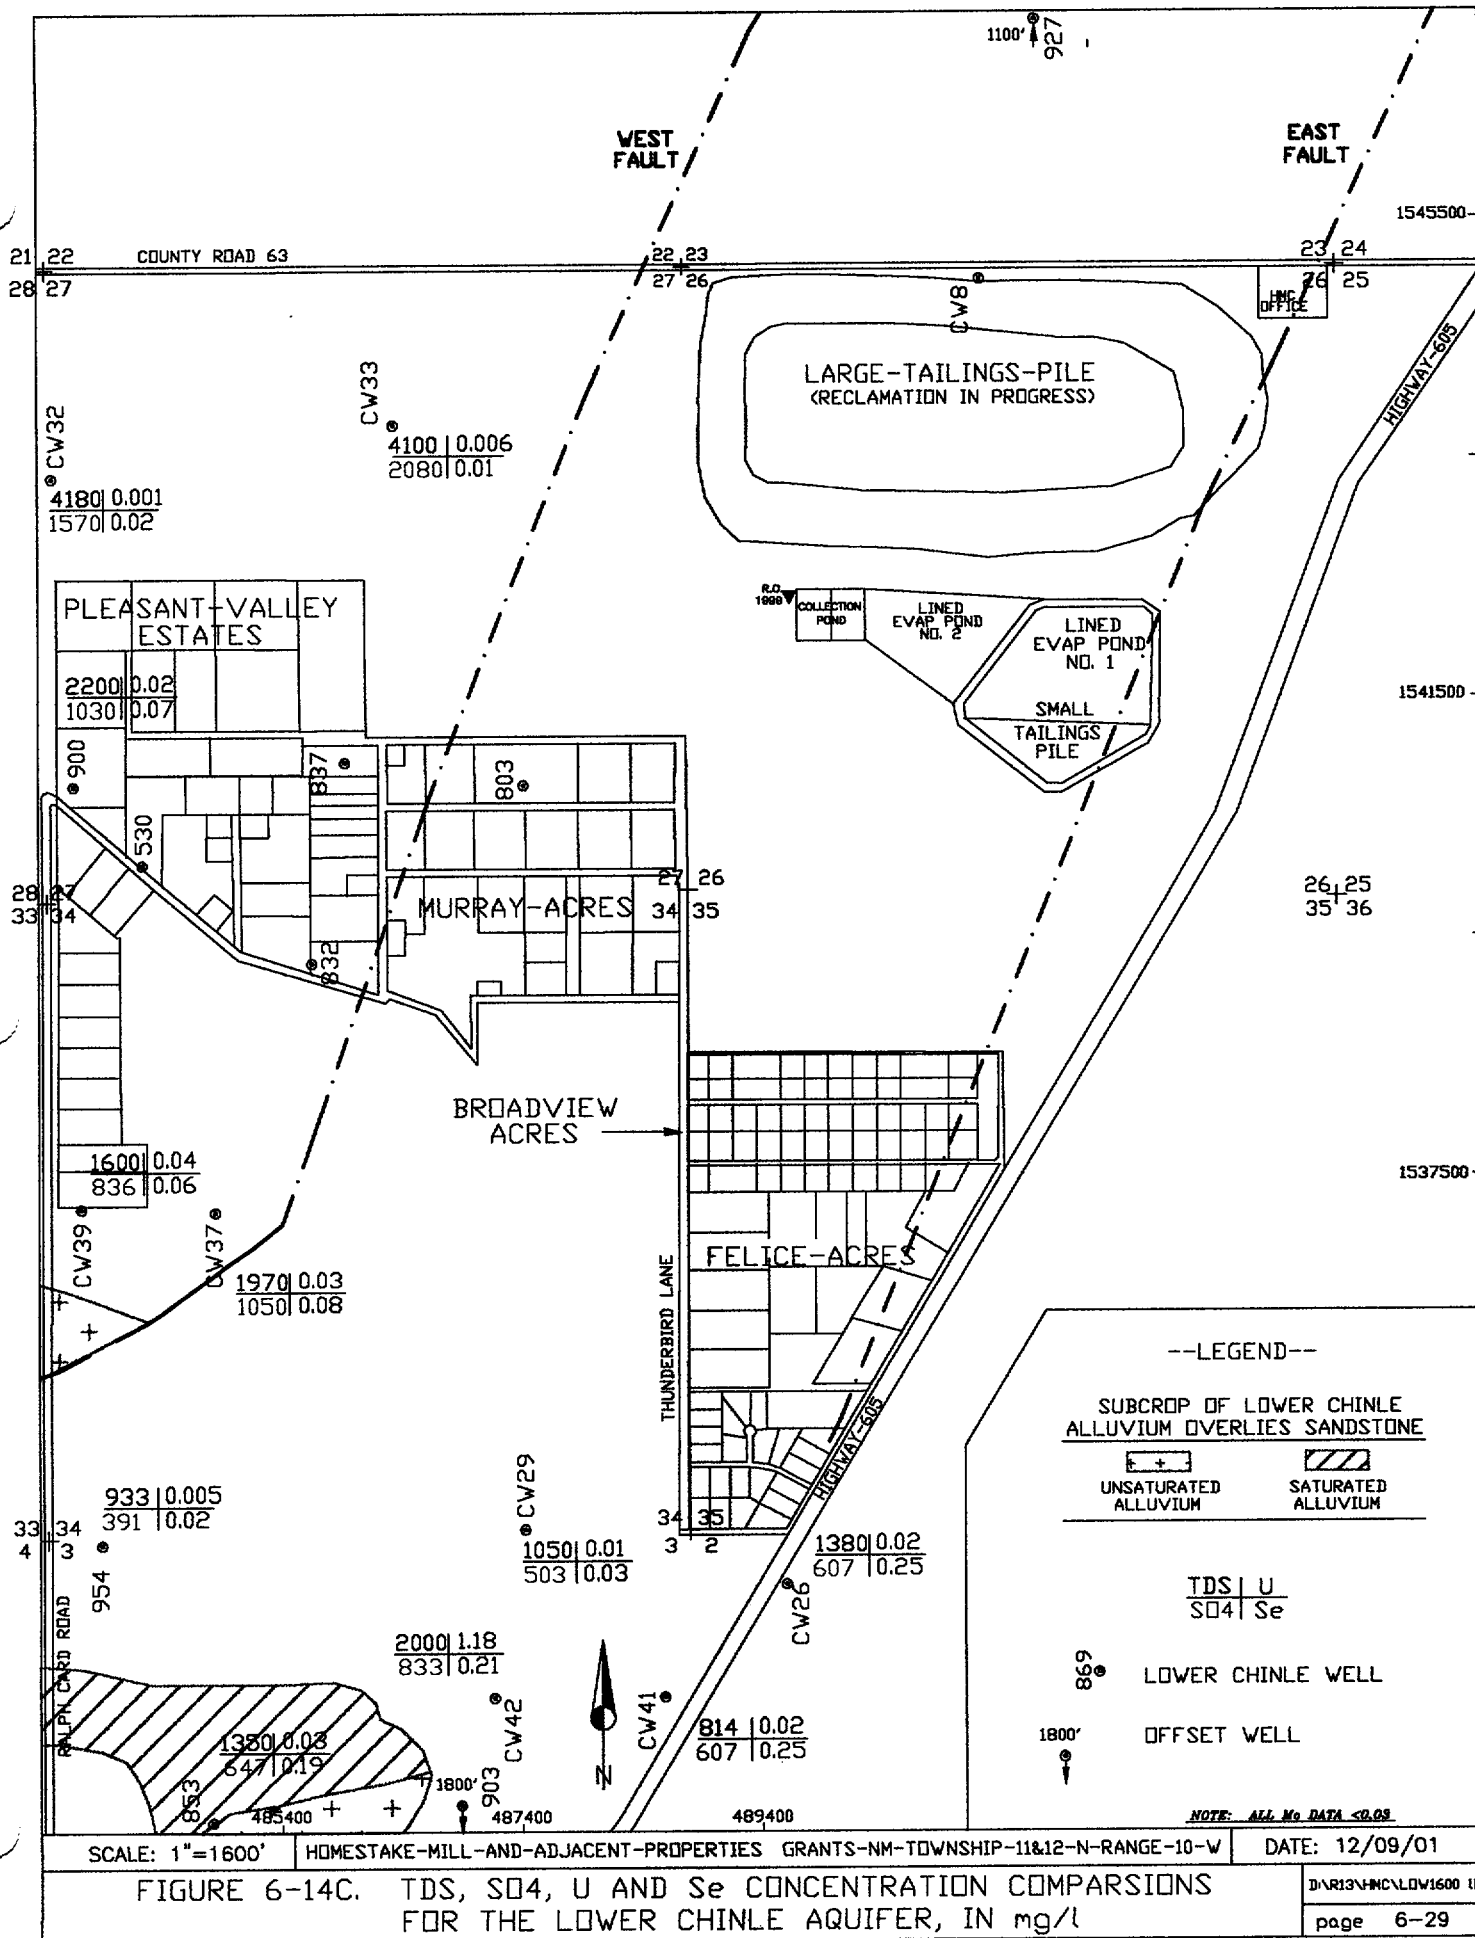 1100'
927
WEST
FAULT
EAST
FAULT
1545500
21 22
28 27
COUNTY ROAD 63
22 23
27 26
23 24
26 25
HMC
OFFICE
CW8
HIGHWAY-605
LARGE-TAILINGS-PILE
(RECLAMATION IN PROGRESS)
CW33
4100 0.006
2080 0.01
CW32
4180 0.001
1570 0.02
PLEASANT-VALLEY
ESTATES
R.O.
1998
COLLECTION
POND
LINED
EVAP POND
NO. 2
LINED
EVAP POND
NO. 1
SMALL
TAILINGS
PILE
2200 0.02
1030 0.07
1541500
900
837
803
530
28 27
33 34
27 26
34 35
26 25
35 36
MURRAY-ACRES
832
BROADVIEW
ACRES
1600 0.04
836 0.06
1537500
CW39
CW37
1970 0.03
1050 0.08
THUNDERBIRD LANE
FELICE-ACRES
--LEGEND--
SUBCROP OF LOWER CHINLE
ALLUVIUM OVERLIES SANDSTONE
UNSATURATED
ALLUVIUM
SATURATED
ALLUVIUM
HIGHWAY-605
933 0.005
391 0.02
33 34
4 3
954
CW29
1050 0.01
503 0.03
34 35
3 2
1380 0.02
607 0.25
CW26
TDS U
SO4 Se
869
LOWER CHINLE WELL
1800'
OFFSET WELL
RALPH CARD ROAD
2000 1.18
833 0.21
CW42
CW41
814 0.02
607 0.25
N
1350 0.03
647 0.19
853
1800'
903
485400
487400
489400
NOTE: ALL Mo DATA <0.03
SCALE: 1"=1600'
HOMESTAKE-MILL-AND-ADJACENT-PROPERTIES GRANTS-NM-TOWNSHIP-11&12-N-RANGE-10-W
DATE: 12/09/01
FIGURE 6-14C. TDS, SO4, U AND Se CONCENTRATION COMPARSIONS
FOR THE LOWER CHINLE AQUIFER, IN mg/l
D:\R13\HMC\LOW1600
page 6-29